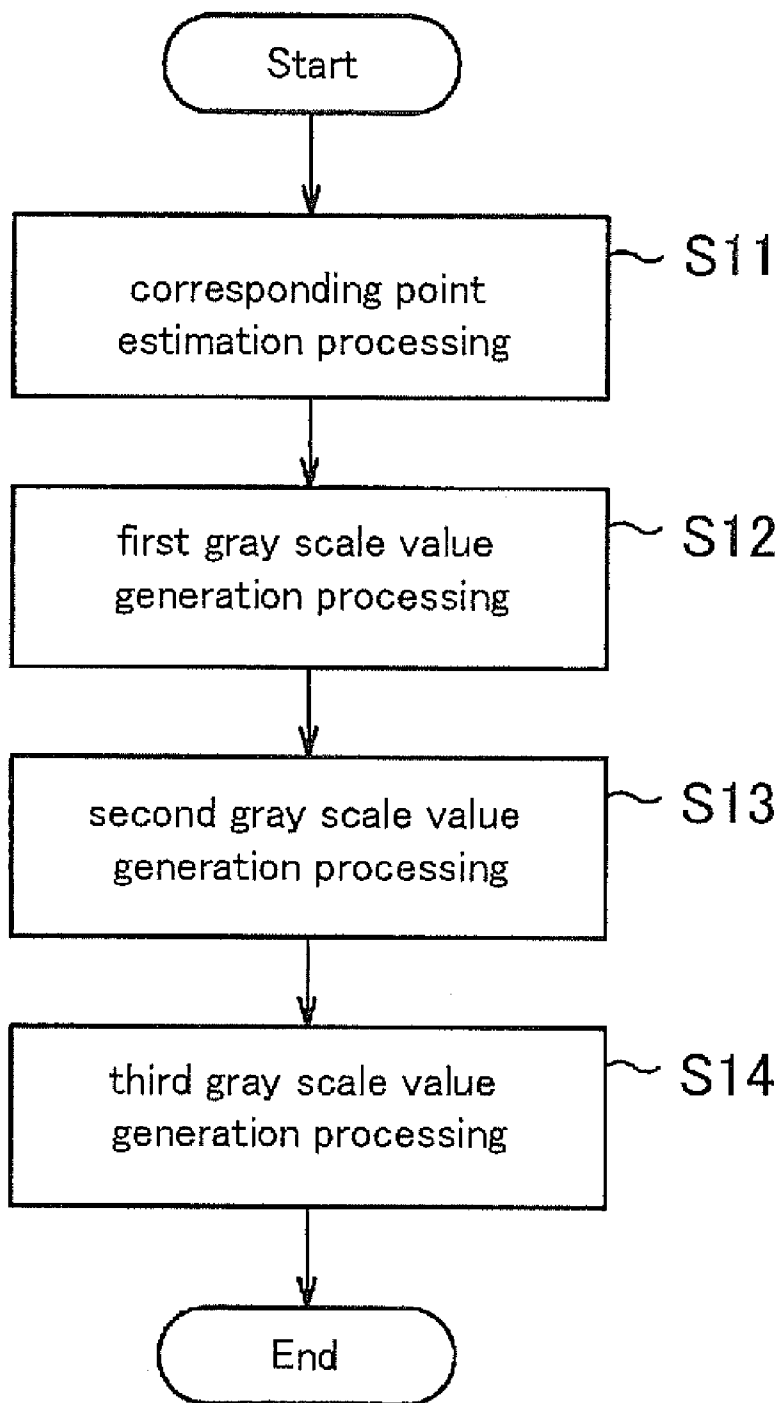 Start
corresponding point
estimation processing
S11
first gray scale value
generation processing
S12
second gray scale value
generation processing
S13
third gray scale value
generation processing
S14
End